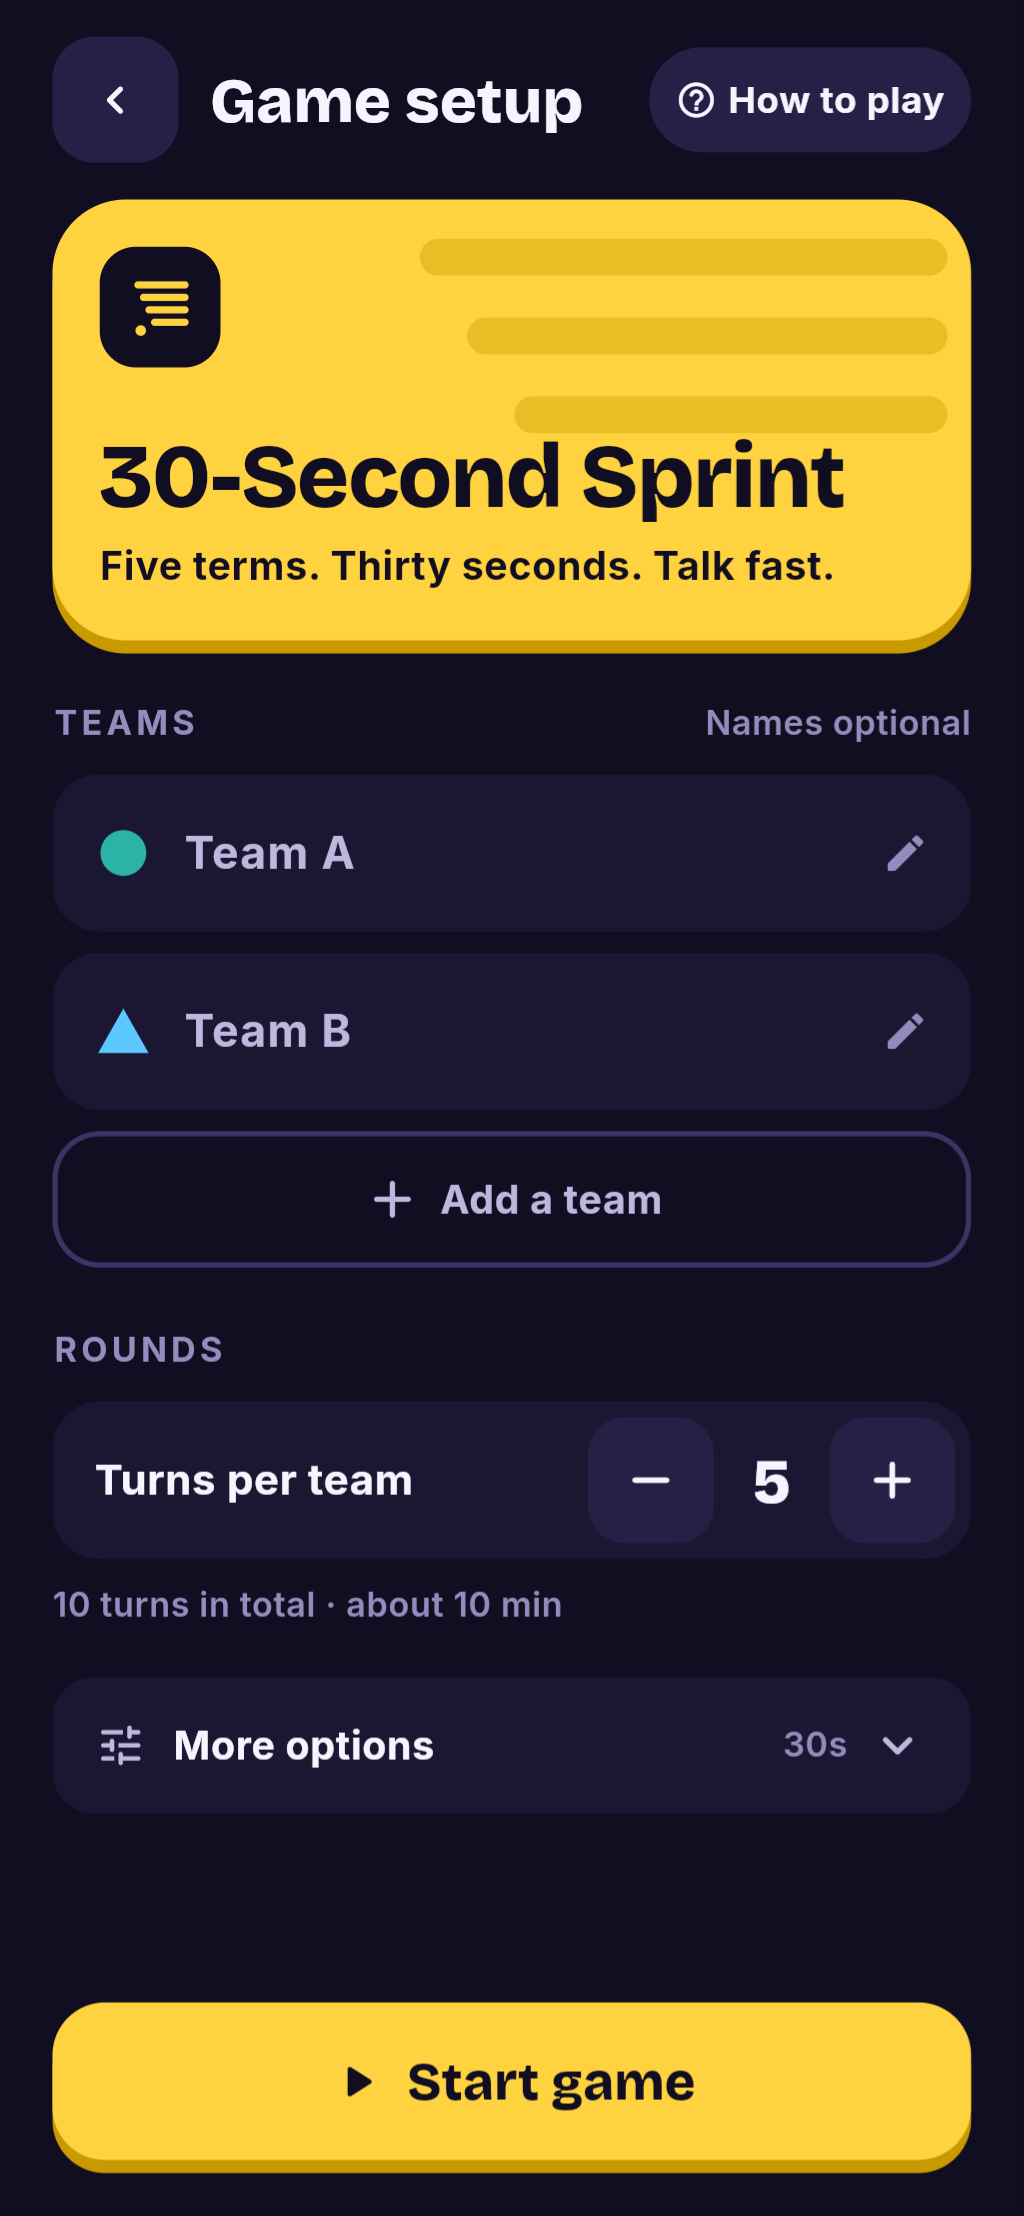 Game setup
How to play
30-Second Sprint
Five terms. Thirty seconds. Talk fast.
TEAMS
Names optional
Team A
Team B
Add a team
ROUNDS
Turns per team
5
10 turns in total · about 10 min
More options
30s
Start game